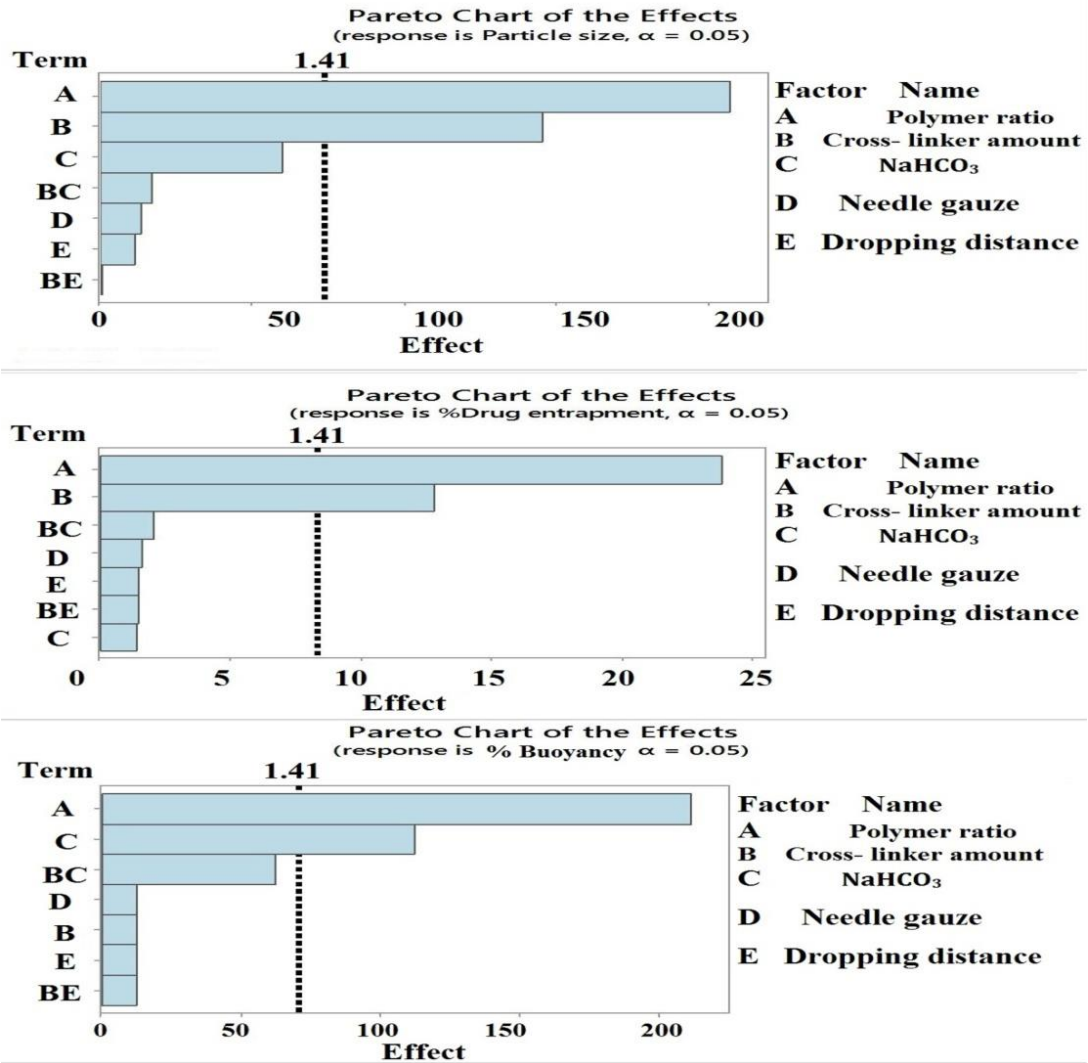 Pareto Chart of the Effects
(response is Particle size, α = 0.05)
Term
1.41
A
B
C
BC
D
E
BE
0 50 100 150 200
Effect
Factor Name
A Polymer ratio
B Cross- linker amount
C NaHCO₃
D Needle gauze
E Dropping distance
Pareto Chart of the Effects
(response is %Drug entrapment, α = 0.05)
Term
1.41
A
B
BC
D
E
BE
C
0 5 10 15 20 25
Effect
Factor Name
A Polymer ratio
B Cross- linker amount
C NaHCO₃
D Needle gauze
E Dropping distance
Pareto Chart of the Effects
(response is % Buoyancy α = 0.05)
Term
1.41
A
C
BC
D
B
E
BE
0 50 100 150 200
Effect
Factor Name
A Polymer ratio
B Cross- linker amount
C NaHCO₃
D Needle gauze
E Dropping distance